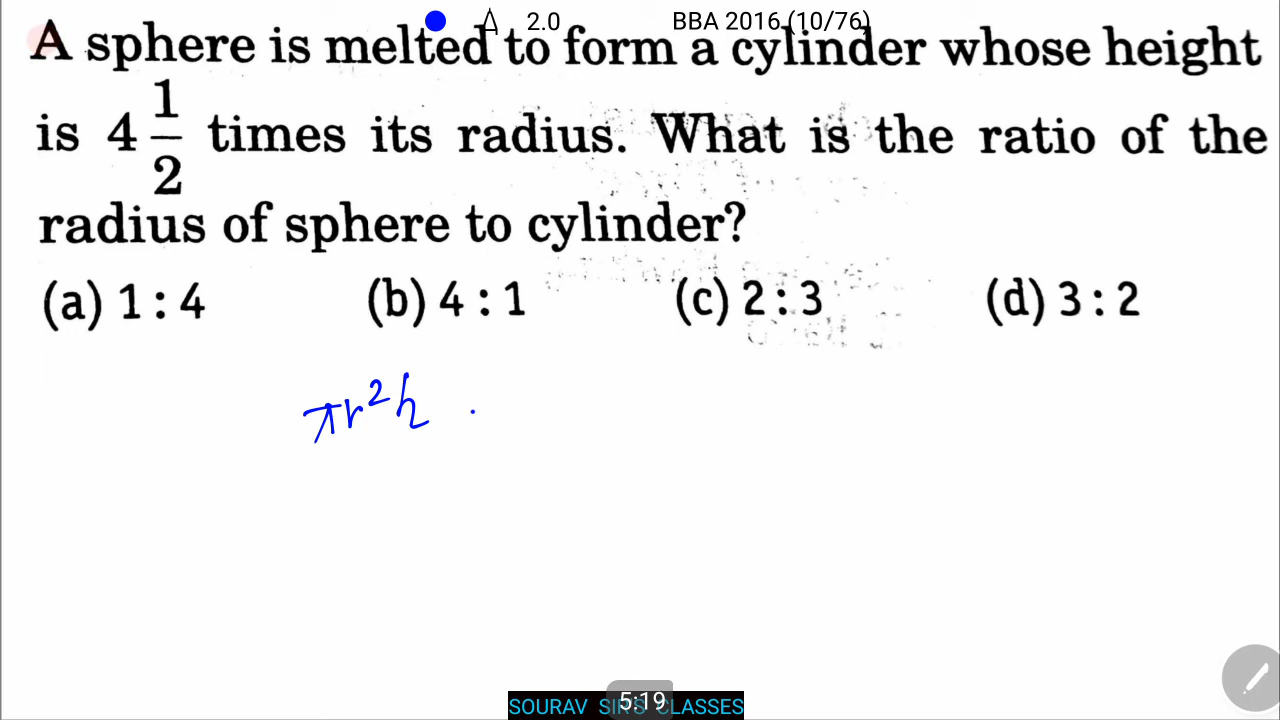 2.0 BBA 2016 (10/76)
A sphere is melted to form a cylinder whose height
is 4 1/2 times its radius. What is the ratio of the
radius of sphere to cylinder?
(a) 1 : 4 (b) 4 : 1 (c) 2 : 3 (d) 3 : 2
πr²h
5:19
SOURAV SIR'S CLASSES